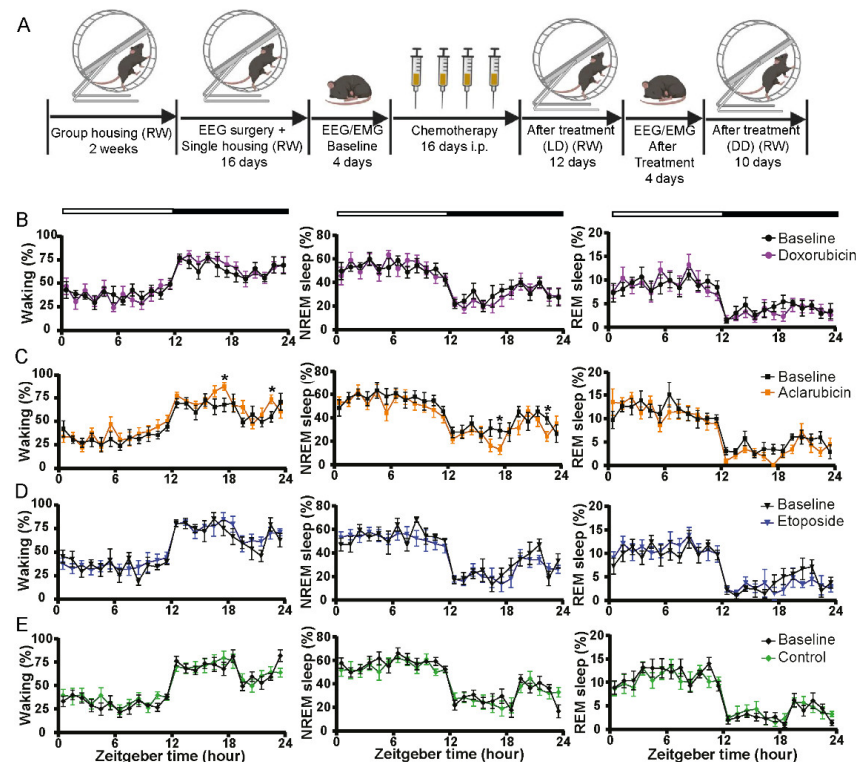 A
Group housing (RW)
2 weeks
EEG surgery +
Single housing (RW)
16 days
EEG/EMG
Baseline
4 days
Chemotherapy
16 days i.p.
After treatment
(LD) (RW)
12 days
EEG/EMG
After
Treatment
4 days
After treatment
(DD) (RW)
10 days
B
Waking (%)
100
75
50
25
0
0 6 12 18 24
NREM sleep (%)
80
60
40
20
0
0 6 12 18 24
REM sleep (%)
20
15
10
5
0
0 6 12 18 24
Baseline
Doxorubicin
C
Waking (%)
100
75
50
25
0
* *
0 6 12 18 24
NREM sleep (%)
80
60
40
20
0
* *
0 6 12 18 24
REM sleep (%)
20
15
10
5
0
0 6 12 18 24
Baseline
Aclarubicin
D
Waking (%)
100
75
50
25
0
0 6 12 18 24
NREM sleep (%)
80
60
40
20
0
0 6 12 18 24
REM sleep (%)
20
15
10
5
0
0 6 12 18 24
Baseline
Etoposide
E
Waking (%)
100
75
50
25
0
0 6 12 18 24
Zeitgeber time (hour)
NREM sleep (%)
80
60
40
20
0
0 6 12 18 24
Zeitgeber time (hour)
REM sleep (%)
20
15
10
5
0
0 6 12 18 24
Zeitgeber time (hour)
Baseline
Control